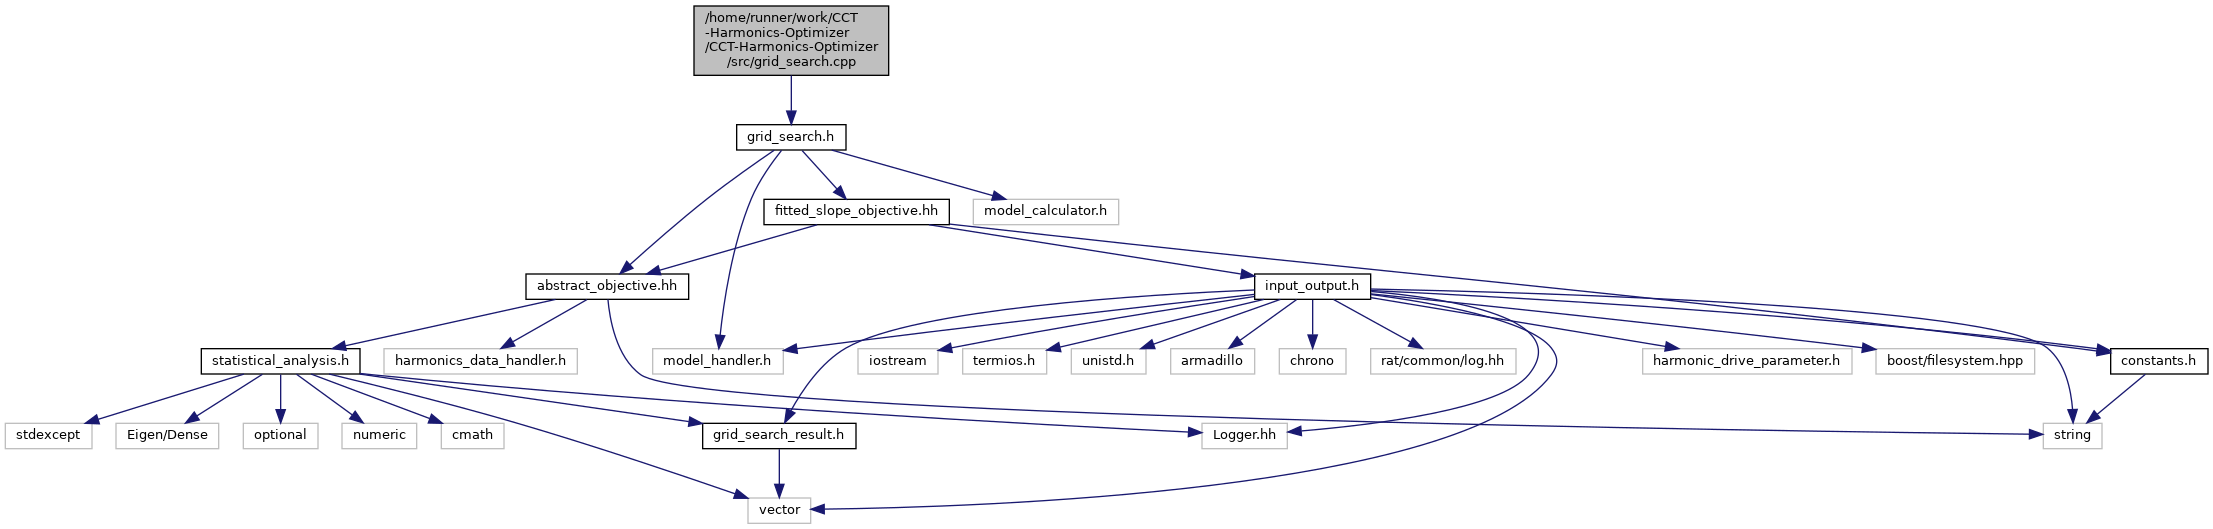 /home/runner/work/CCT
-Harmonics-Optimizer
/CCT-Harmonics-Optimizer
/src/grid_search.cpp
grid_search.h
fitted_slope_objective.hh
model_calculator.h
abstract_objective.hh
input_output.h
statistical_analysis.h
harmonics_data_handler.h
model_handler.h
iostream
termios.h
unistd.h
armadillo
chrono
rat/common/log.hh
harmonic_drive_parameter.h
boost/filesystem.hpp
constants.h
stdexcept
Eigen/Dense
optional
numeric
cmath
grid_search_result.h
Logger.hh
string
vector